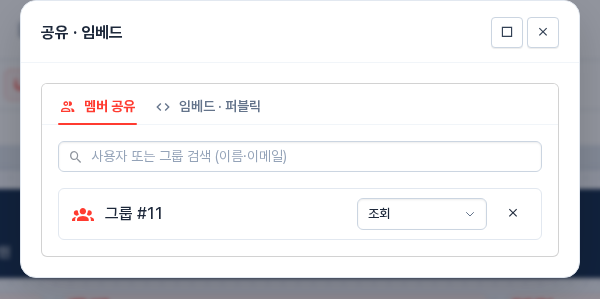 공유 · 임베드
멤버 공유
임베드 · 퍼블릭
사용자 또는 그룹 검색 (이름·이메일)
그룹 #11
조회